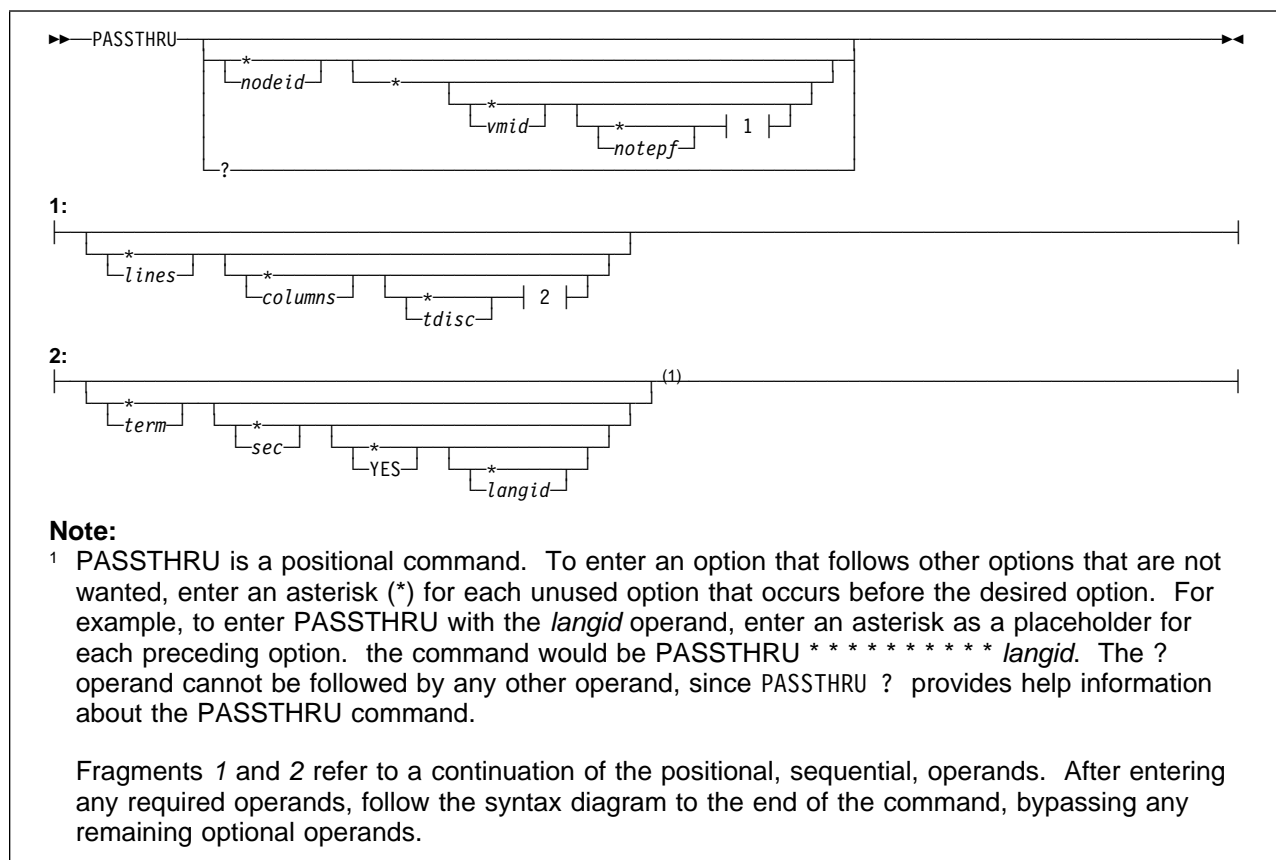 PASSTHRU
*
nodeid
*
*
vmid
*
notepf
1
?
1:
*
lines
*
columns
*
tdisc
2
2:
(1)
*
term
*
sec
*
YES
*
langid
Note:
1 PASSTHRU is a positional command. To enter an option that follows other options that are not
wanted, enter an asterisk (*) for each unused option that occurs before the desired option. For
example, to enter PASSTHRU with the langid operand, enter an asterisk as a placeholder for
each preceding option. the command would be PASSTHRU * * * * * * * * * * langid. The ?
operand cannot be followed by any other operand, since PASSTHRU ? provides help information
about the PASSTHRU command.
Fragments 1 and 2 refer to a continuation of the positional, sequential, operands. After entering
any required operands, follow the syntax diagram to the end of the command, bypassing any
remaining optional operands.